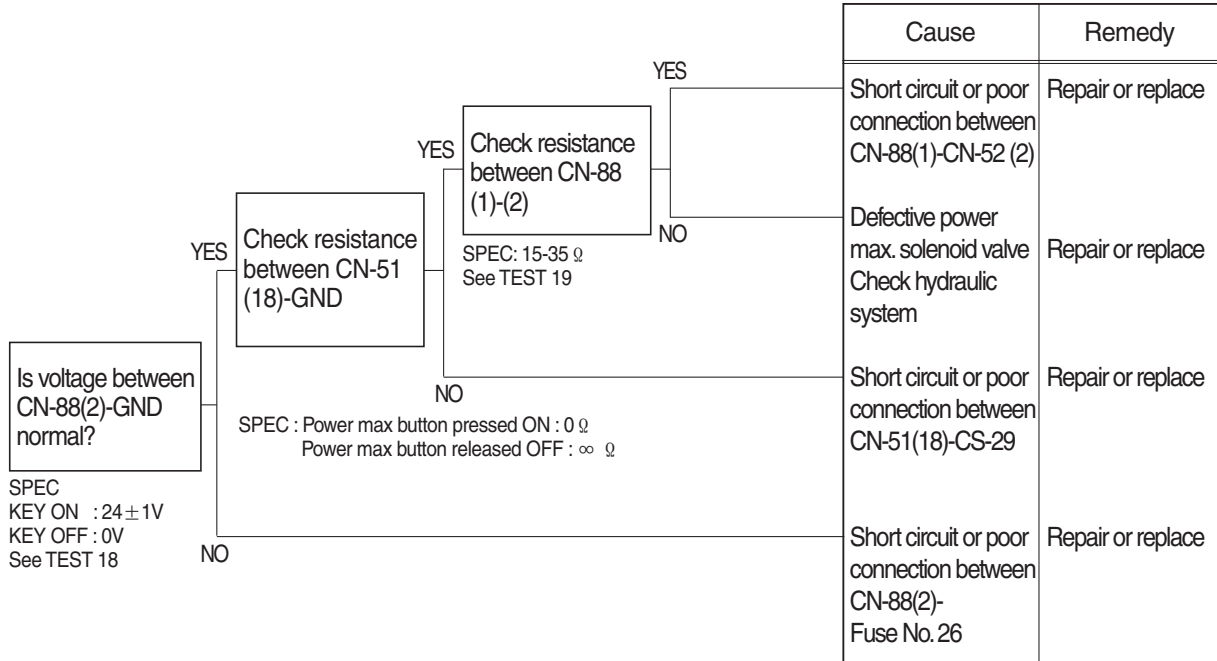 Cause
Remedy
YES
Short circuit or poor
connection between
CN-88(1)-CN-52 (2)
Repair or replace
YES
Check resistance
between CN-88
(1)-(2)
NO
SPEC: 15-35 Ω
See TEST 19
Defective power
max. solenoid valve
Check hydraulic
system
Repair or replace
YES
Check resistance
between CN-51
(18)-GND
NO
SPEC : Power max button pressed ON : 0 Ω
Power max button released OFF : ∞ Ω
Short circuit or poor
connection between
CN-51(18)-CS-29
Repair or replace
Is voltage between
CN-88(2)-GND
normal?
SPEC
KEY ON : 24±1V
KEY OFF : 0V
See TEST 18
NO
Short circuit or poor
connection between
CN-88(2)-
Fuse No. 26
Repair or replace